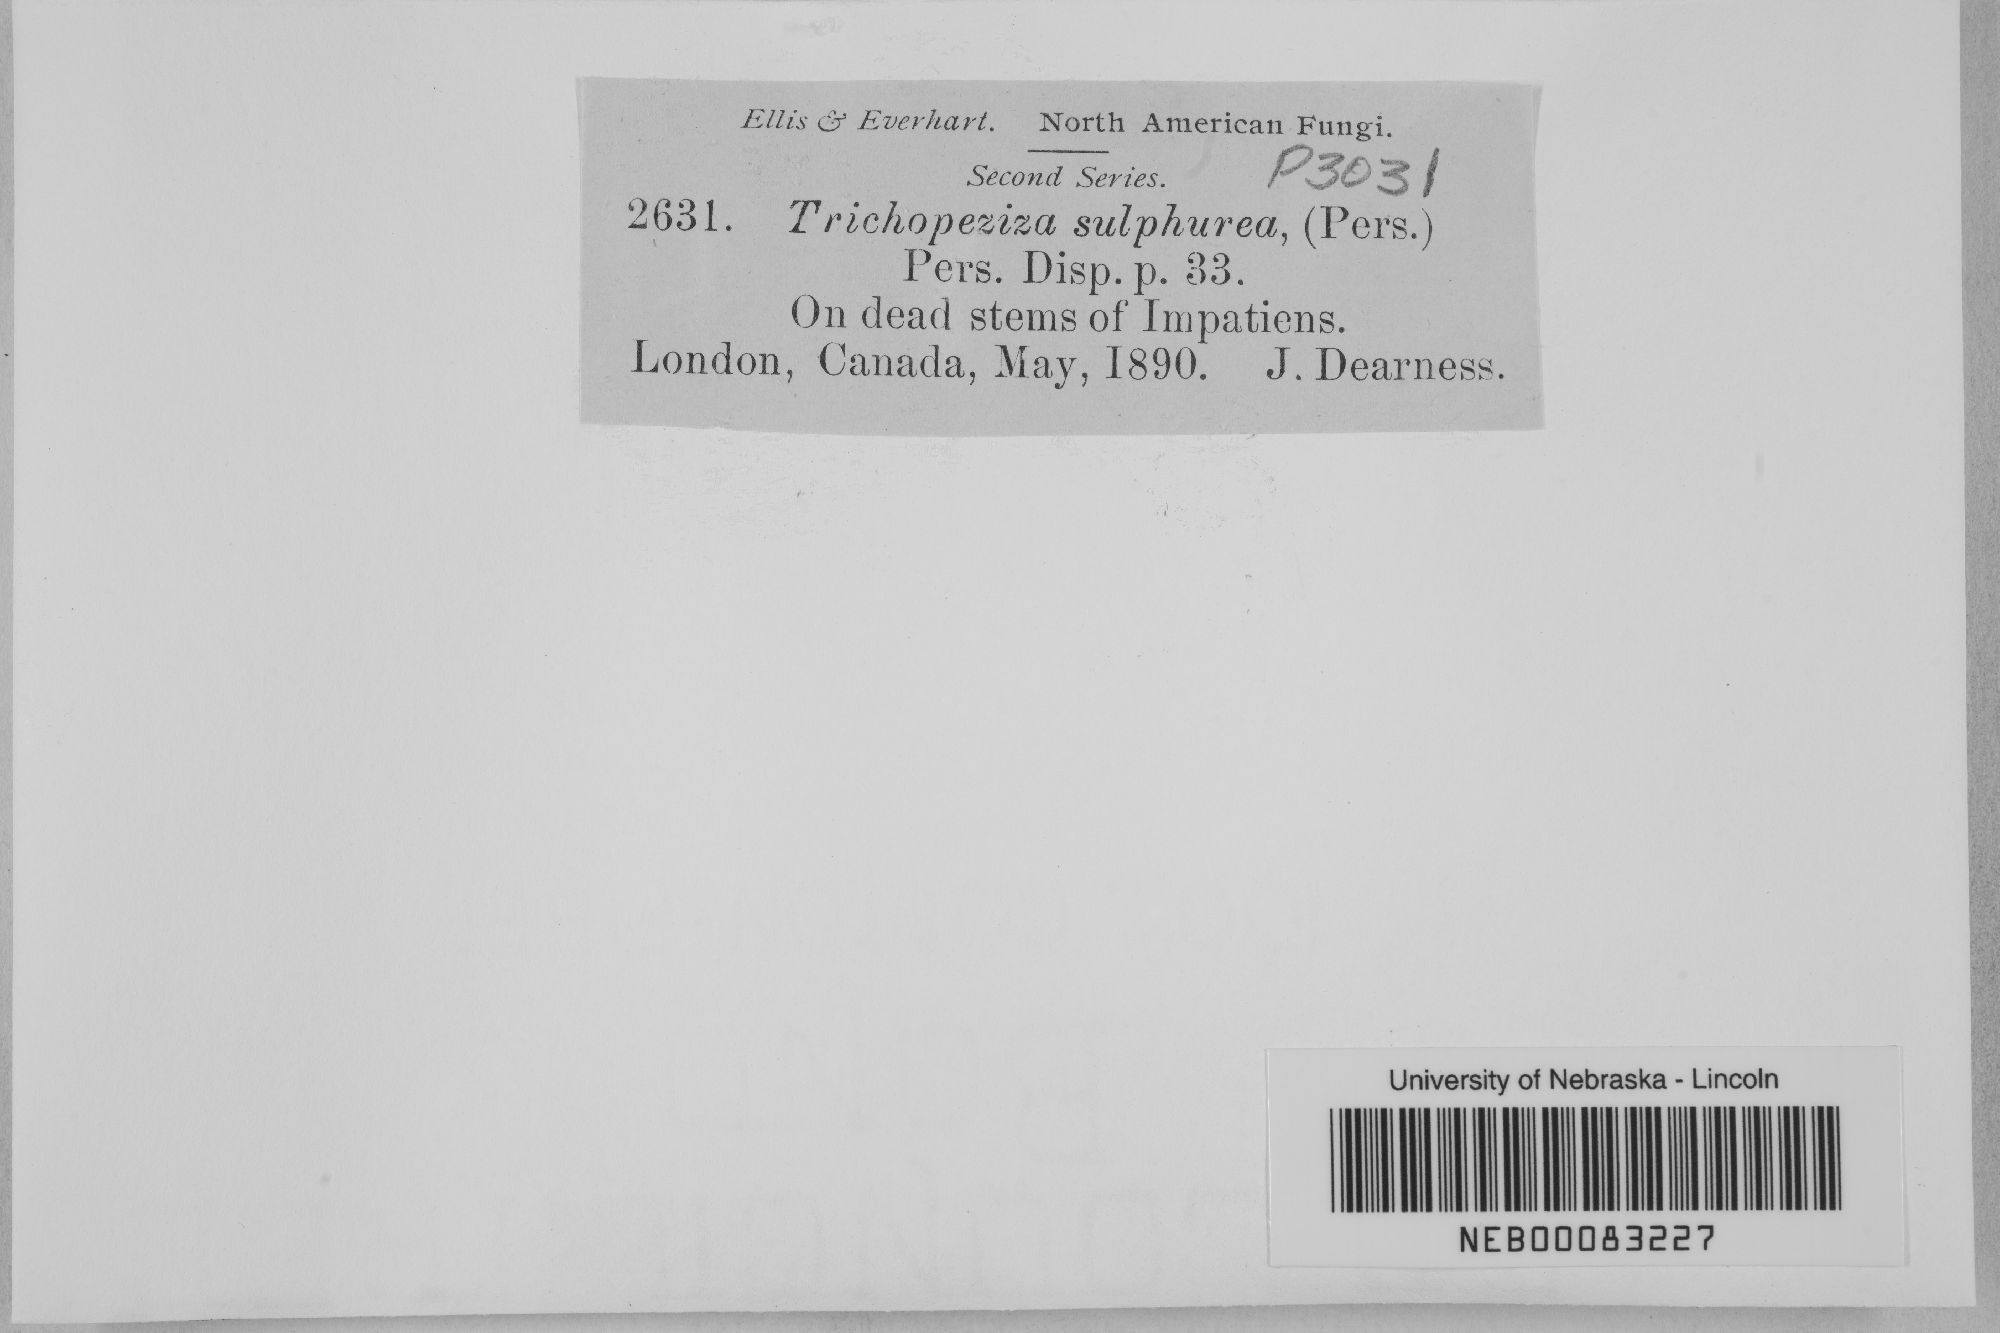 Ellis & Everhart. North American Fungi.
Second Series. P3031
2631. Trichopeziza sulphurea, (Pers.)
Pers. Disp. p. 33.
On dead stems of Impatiens.
London, Canada, May, 1890. J. Dearness.
University of Nebraska - Lincoln
NEB00083227